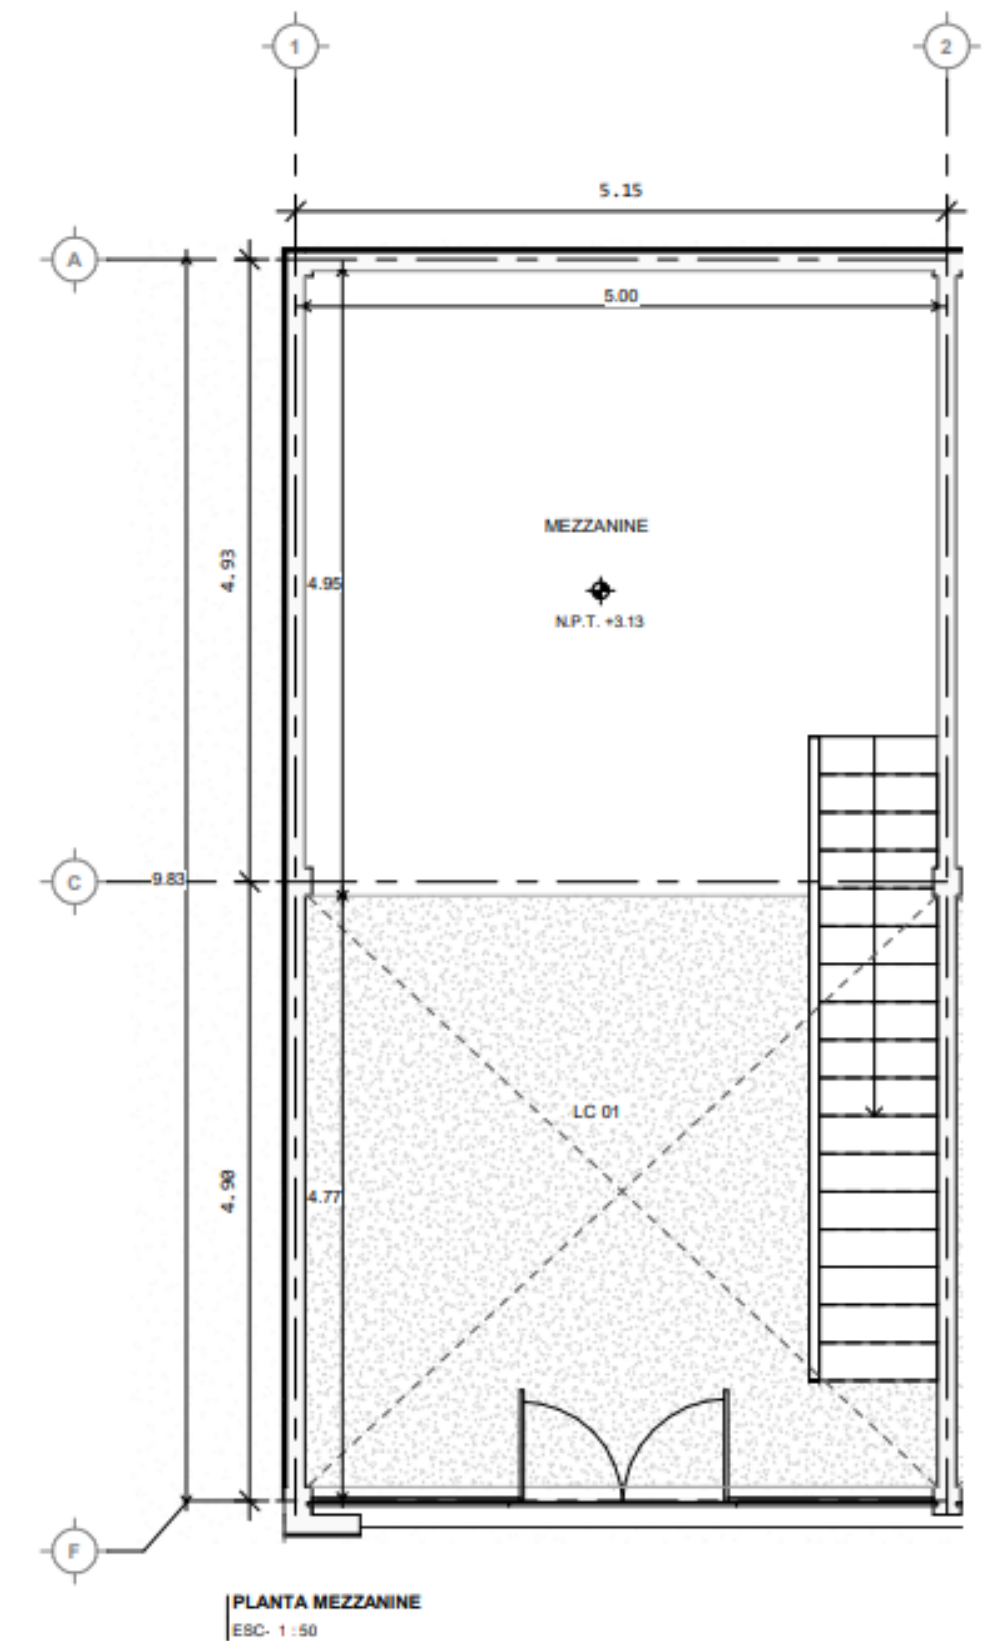 1
2
5.15
A
5.00
4.93
4.95
MEZZANINE
N.P.T. +3.13
C
9.83
LC 01
4.90
4.77
F
PLANTA MEZZANINE
ESC- 1 : 50